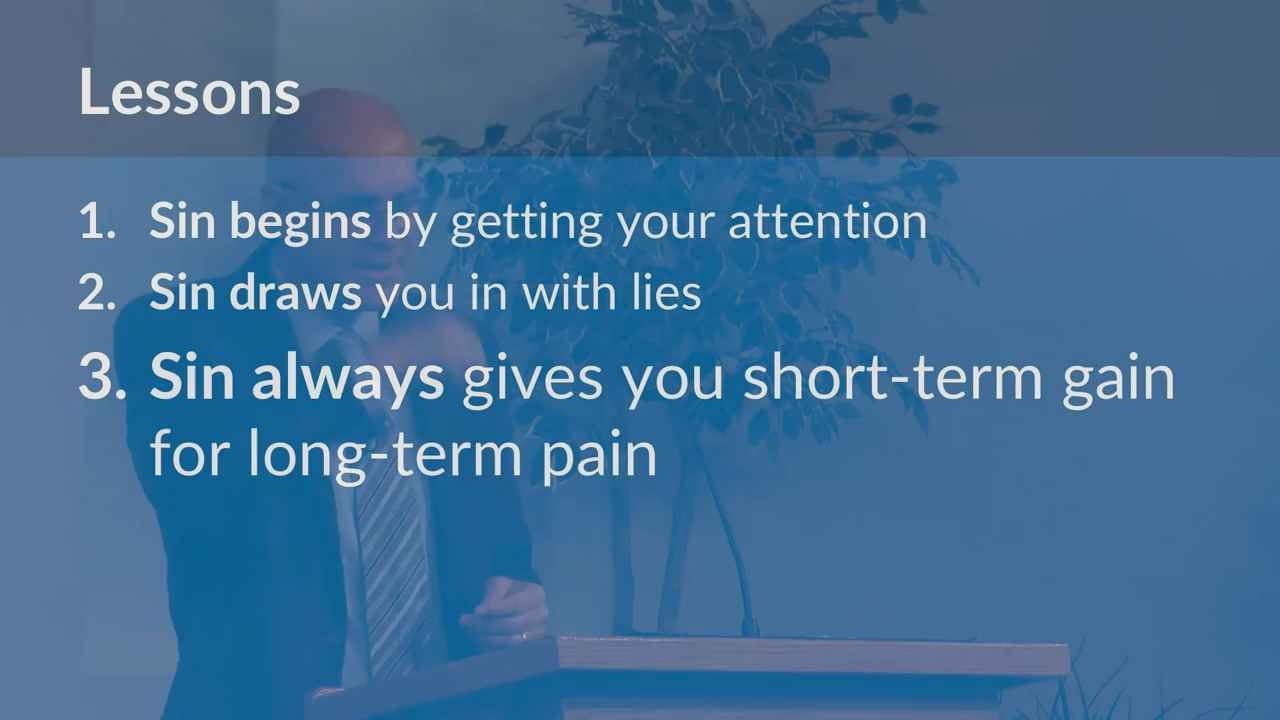 Lessons
1. Sin begins by getting your attention
2. Sin draws you in with lies
3. Sin always gives you short-term gain
for long-term pain